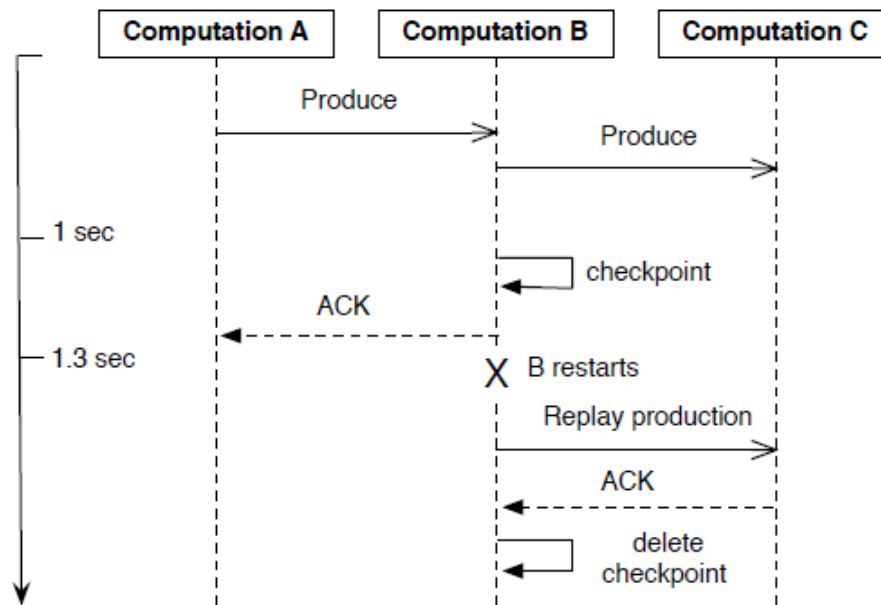 Computation A
Computation B
Computation C
Produce
Produce
1 sec
checkpoint
ACK
1.3 sec
X
B restarts
Replay production
ACK
delete
checkpoint